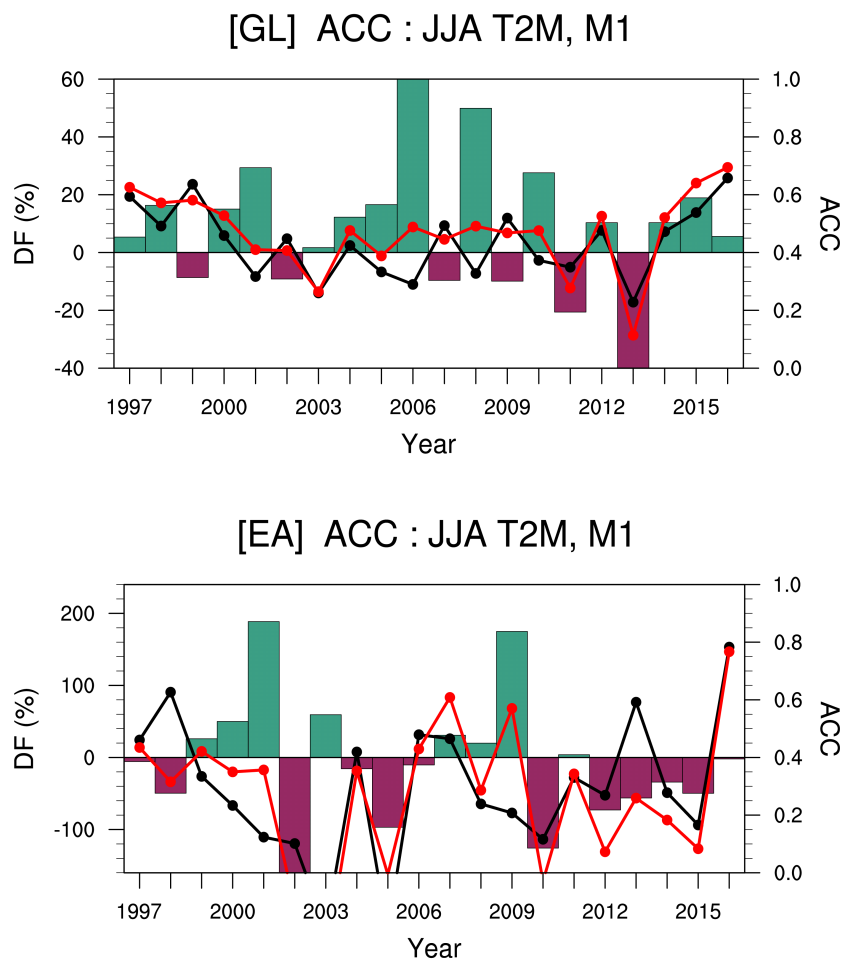 [GL] ACC : JJA T2M, M1
60 1.0
40 0.8
20 0.6
0 0.4
-20 0.2
-40 0.0
DF (%)
ACC
1997 2000 2003 2006 2009 2012 2015
Year
[EA] ACC : JJA T2M, M1
1.0
200 0.8
100 0.6
0 0.4
-100 0.2
0.0
DF (%)
ACC
1997 2000 2003 2006 2009 2012 2015
Year